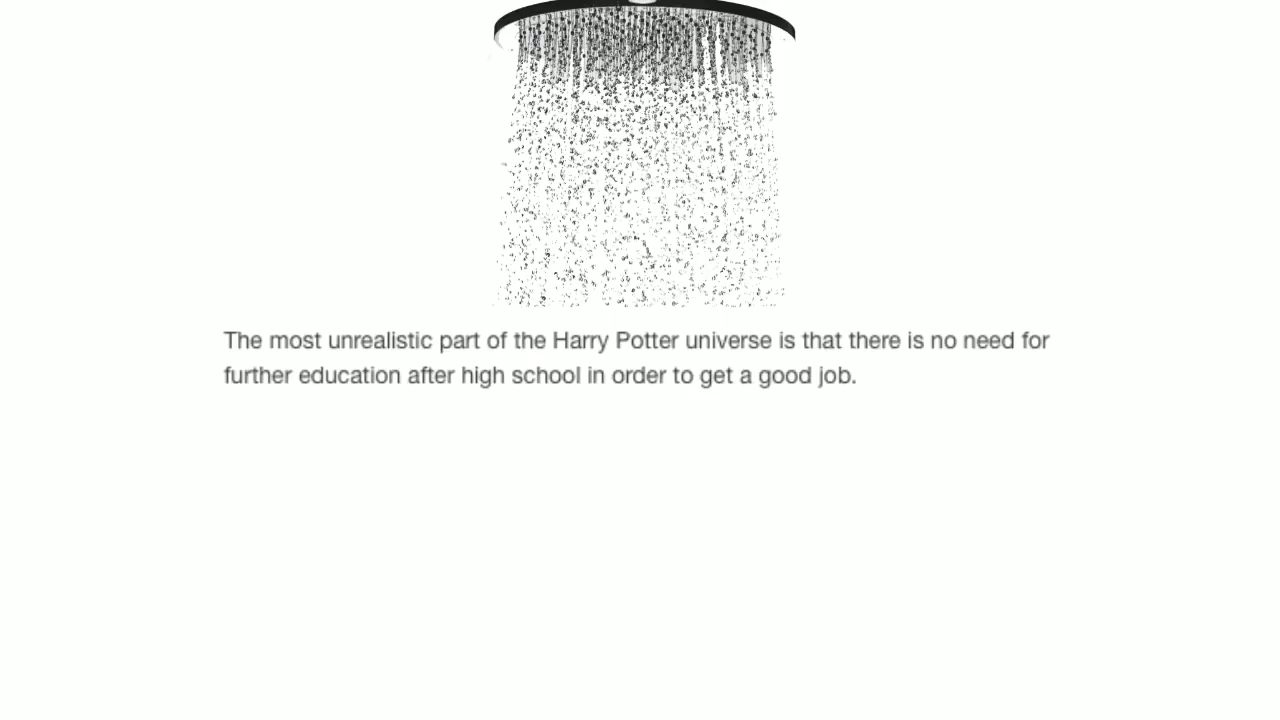 The most unrealistic part of the Harry Potter universe is that there is no need for
further education after high school in order to get a good job.